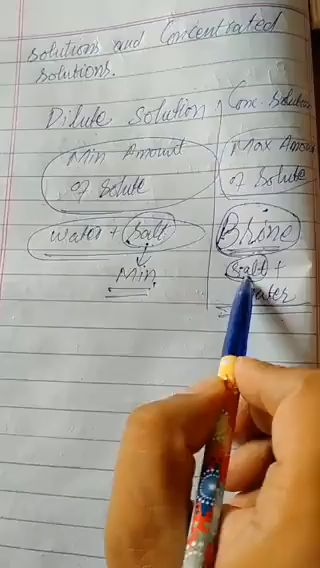 solutions and Concentrated
solutions.
Dilute Solution
Min Amount
of Solute
Water + Salt
Min
Conc. Solution
Max Amount
of Solute
Brine
Salt +
water